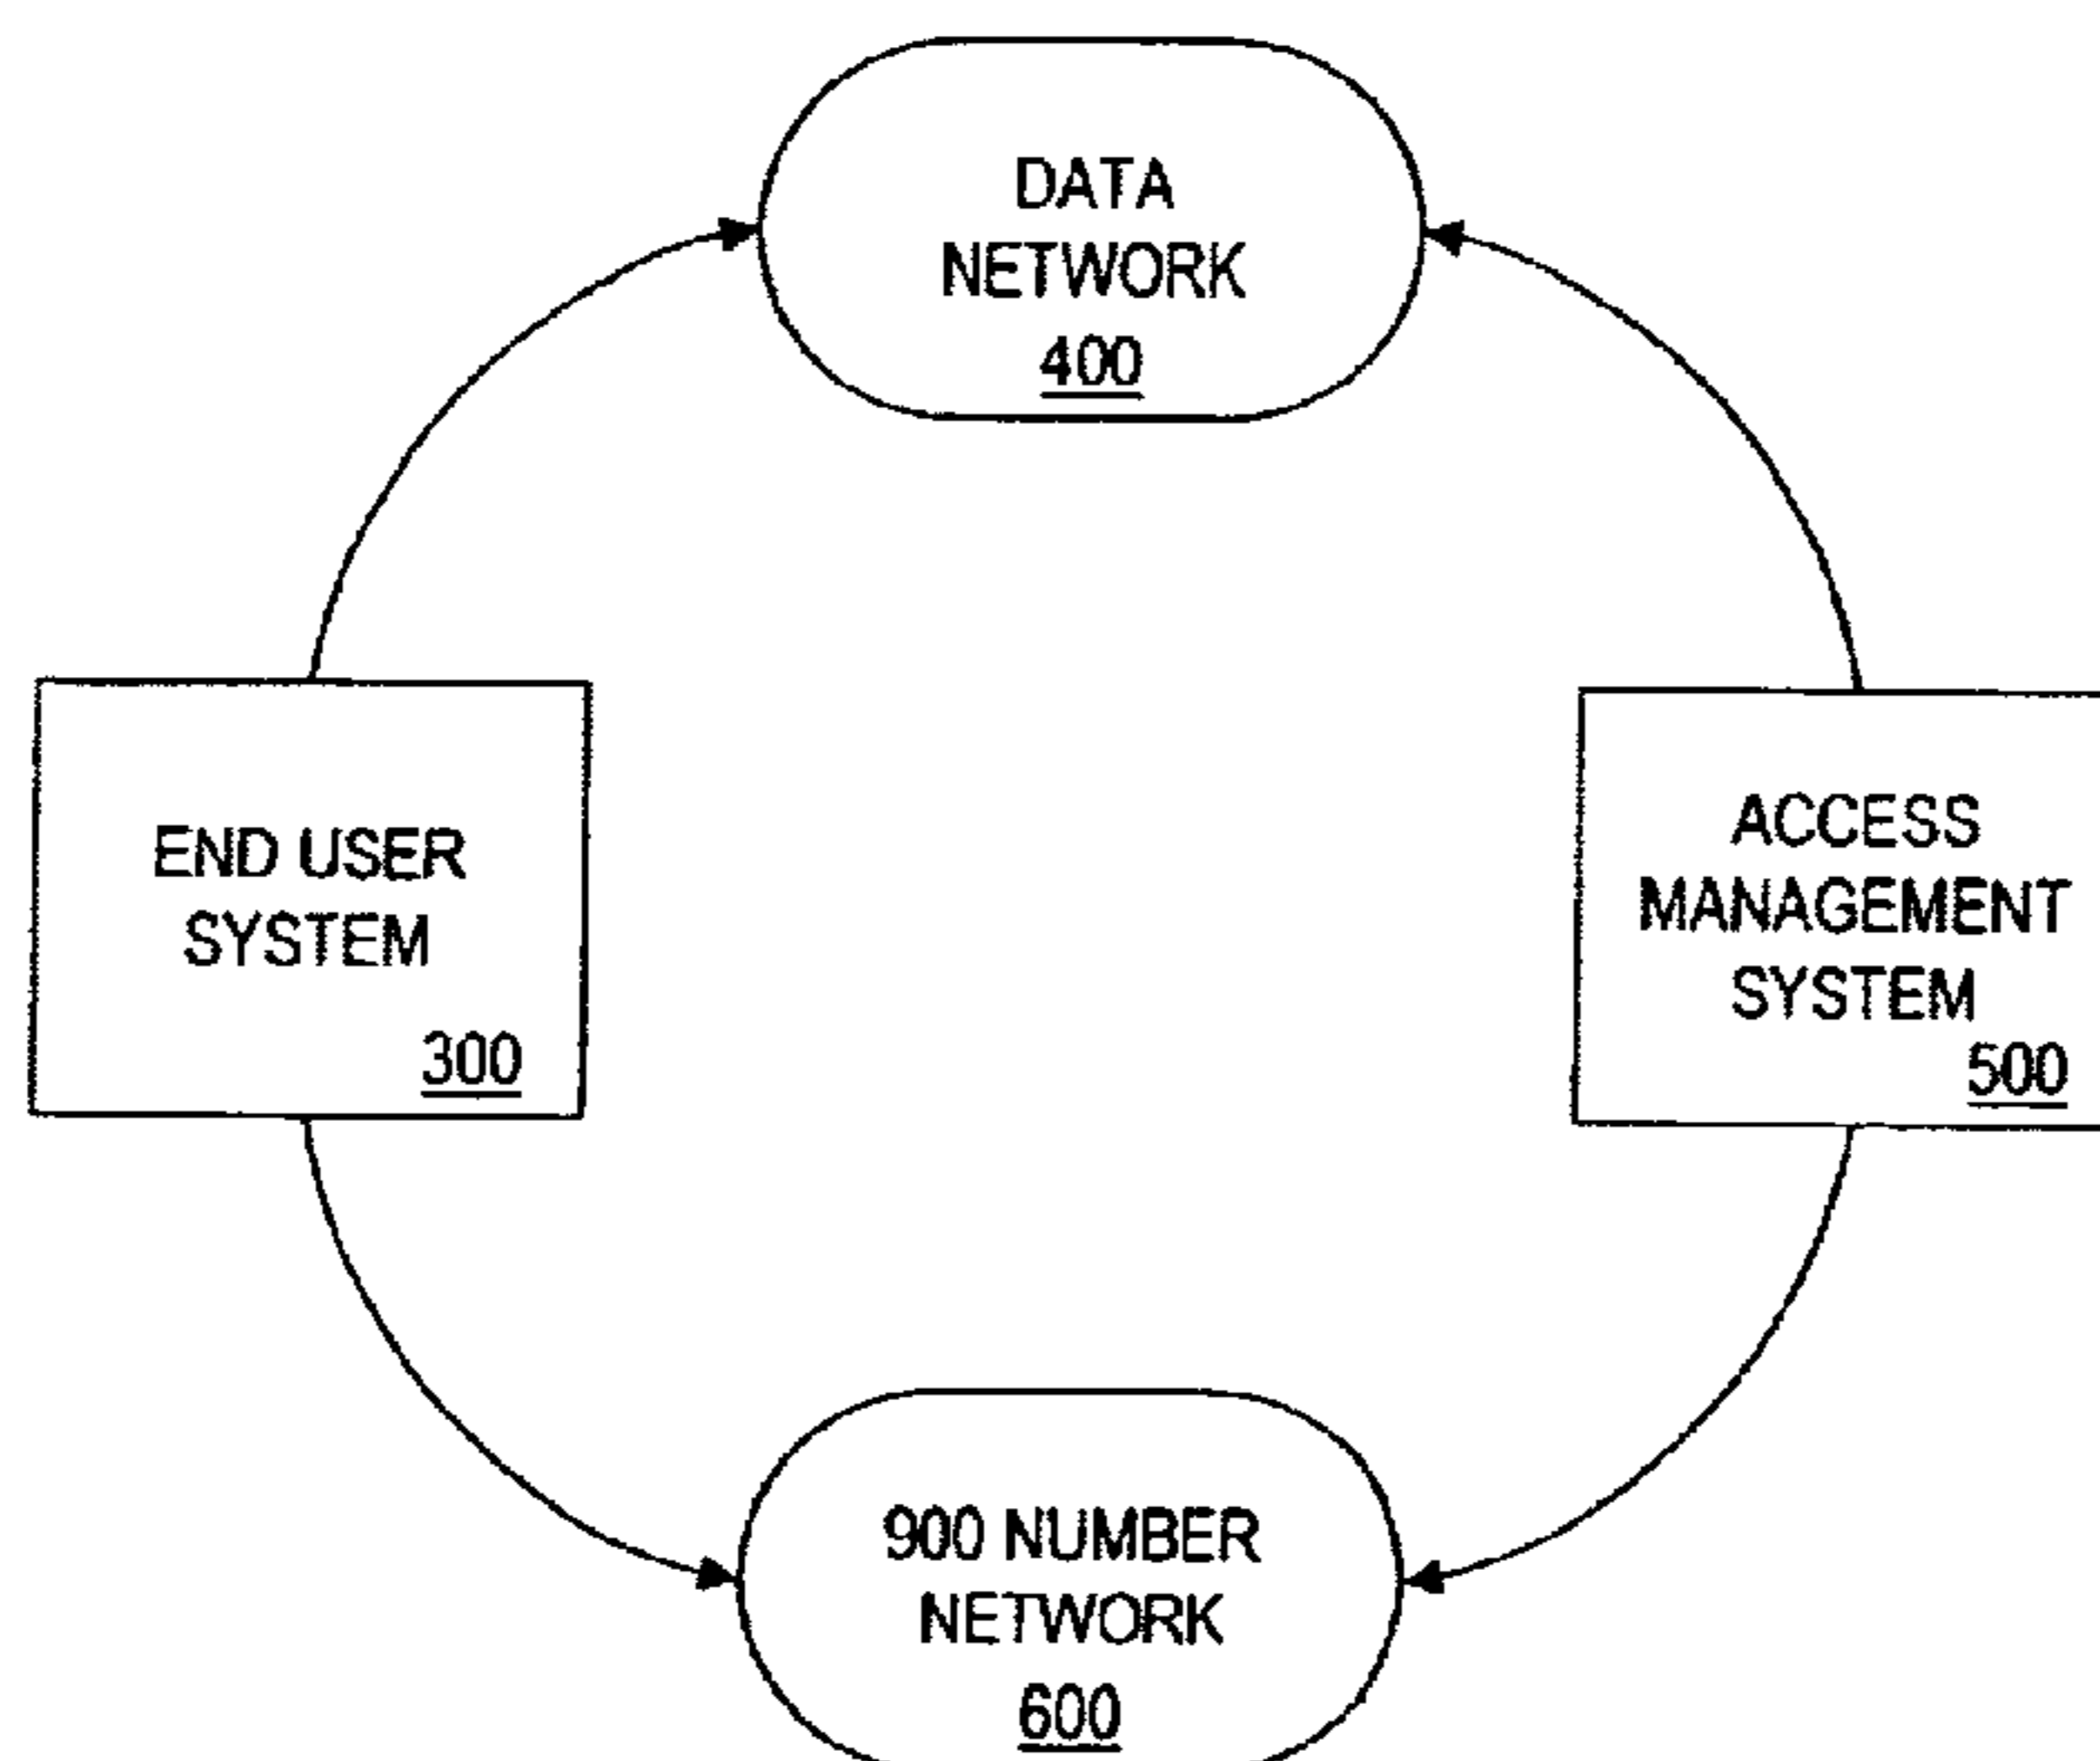 DATA
NETWORK
400
END USER
SYSTEM
300
ACCESS
MANAGEMENT
SYSTEM
500
900 NUMBER
NETWORK
600